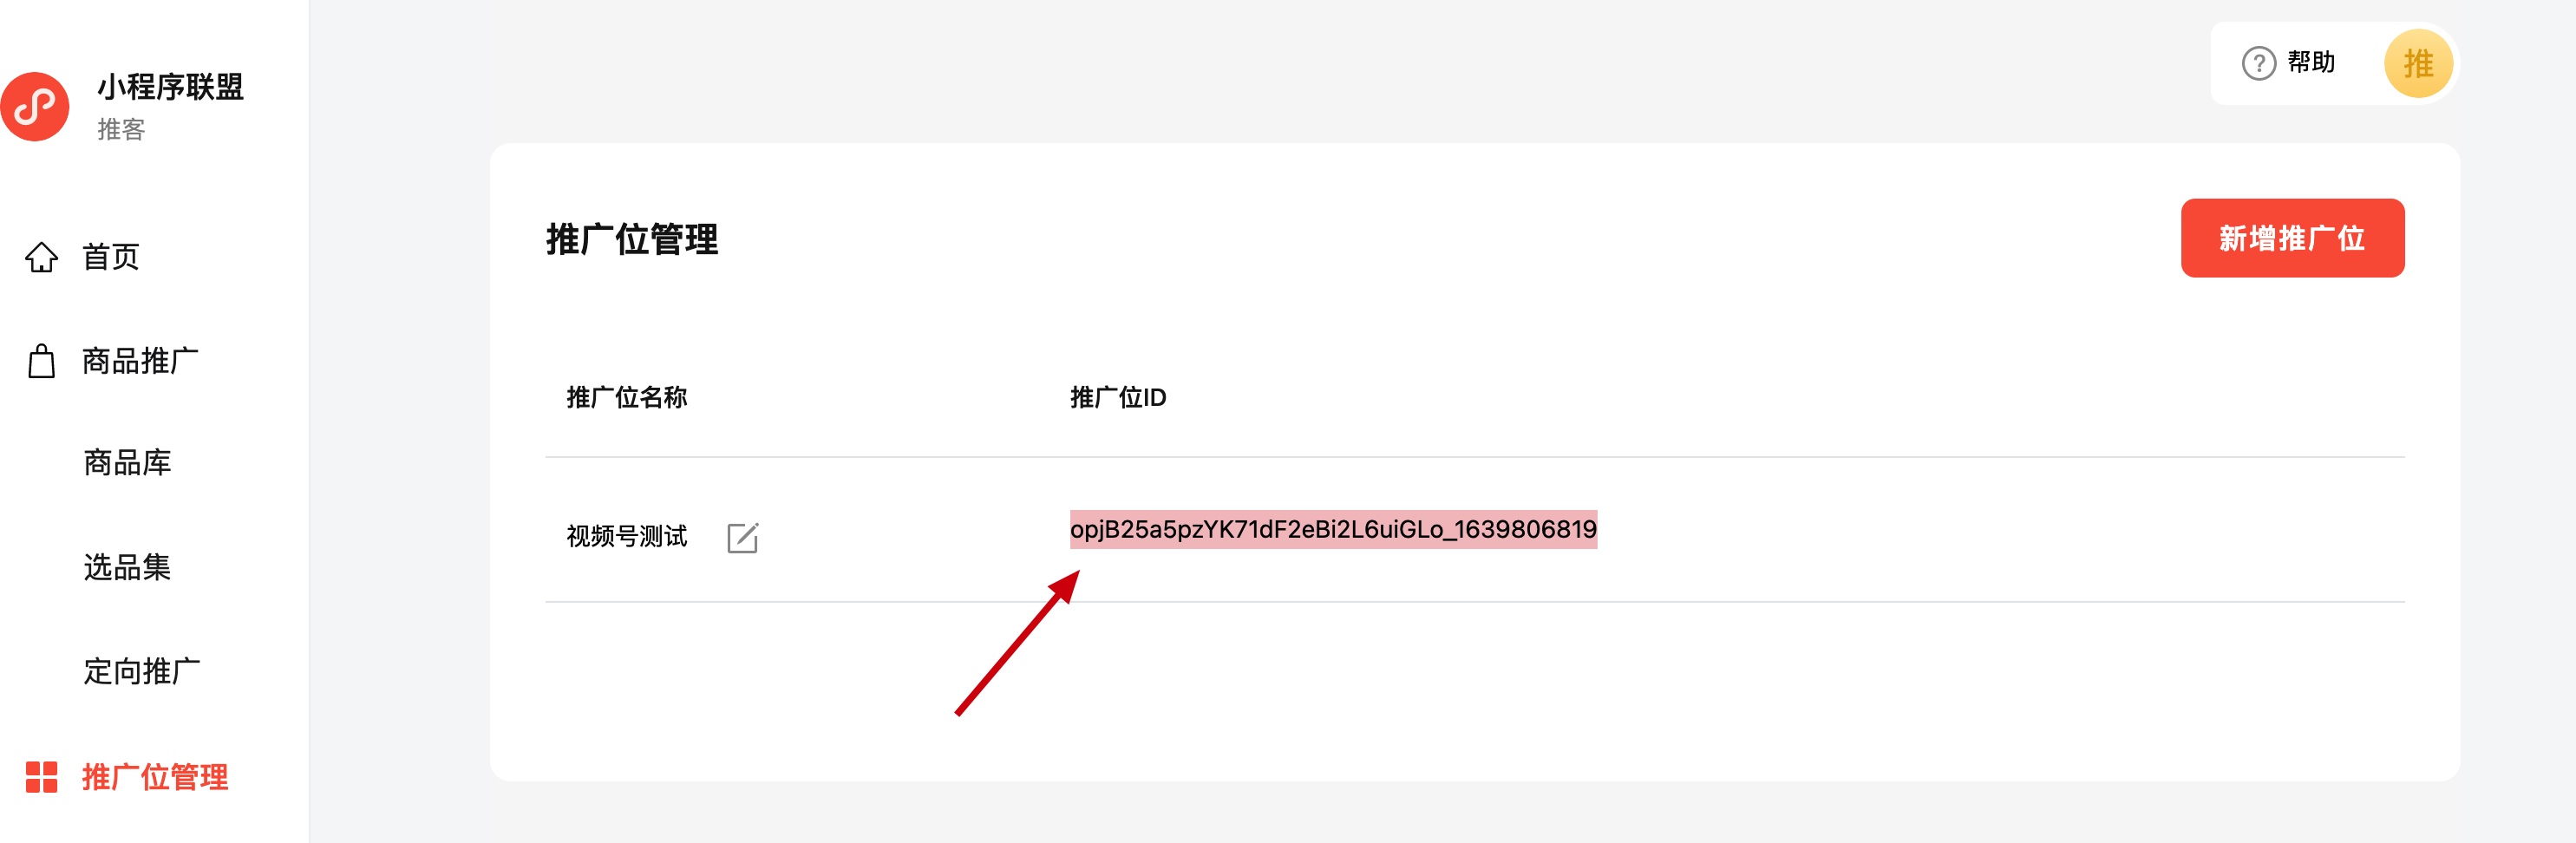 小程序联盟
推客
首页
商品推广
商品库
选品集
定向推广
推广位管理
帮助
推
推广位管理
新增推广位
推广位名称 推广位ID
视频号测试 opjB25a5pzYK71dF2eBi2L6uiGLo_1639806819